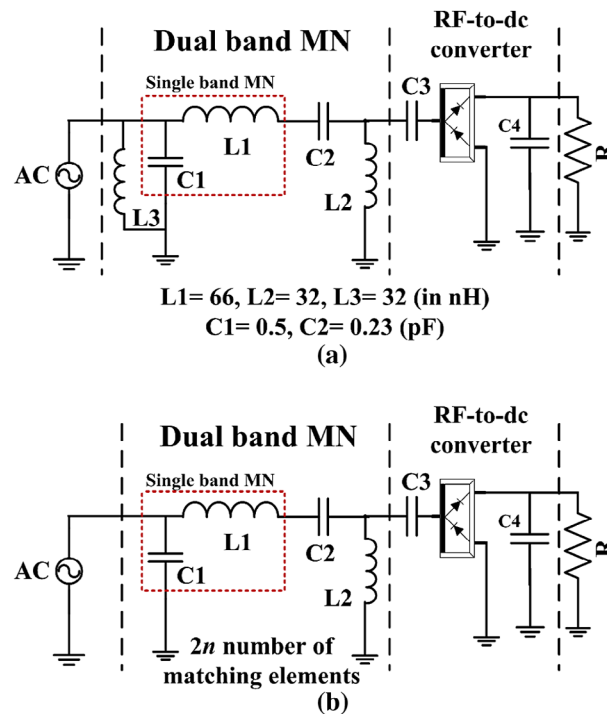 Dual band MN
RF-to-dc
converter
Single band MN
AC
L3
C1
L1
C2
L2
C3
C4
R
L1= 66, L2= 32, L3= 32 (in nH)
C1= 0.5, C2= 0.23 (pF)
(a)
Dual band MN
RF-to-dc
converter
Single band MN
AC
C1
L1
C2
L2
C3
C4
R
2n number of
matching elements
(b)